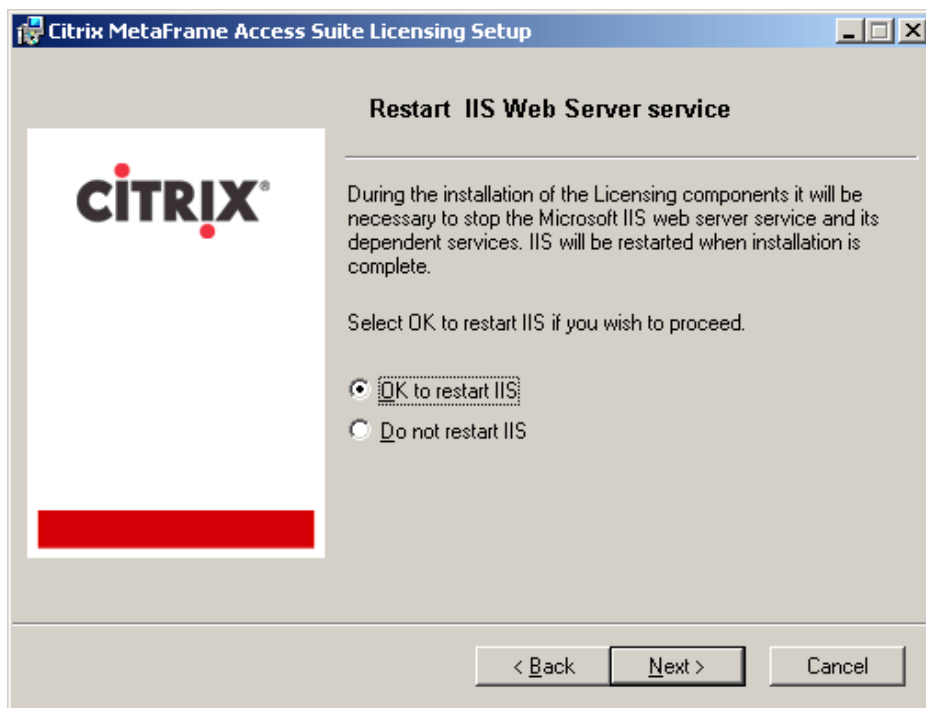 Citrix MetaFrame Access Suite Licensing Setup
Restart IIS Web Server service
CITRIX®
During the installation of the Licensing components it will be
necessary to stop the Microsoft IIS web server service and its
dependent services. IIS will be restarted when installation is
complete.
Select OK to restart IIS if you wish to proceed.
OK to restart IIS
Do not restart IIS
< Back
Next >
Cancel